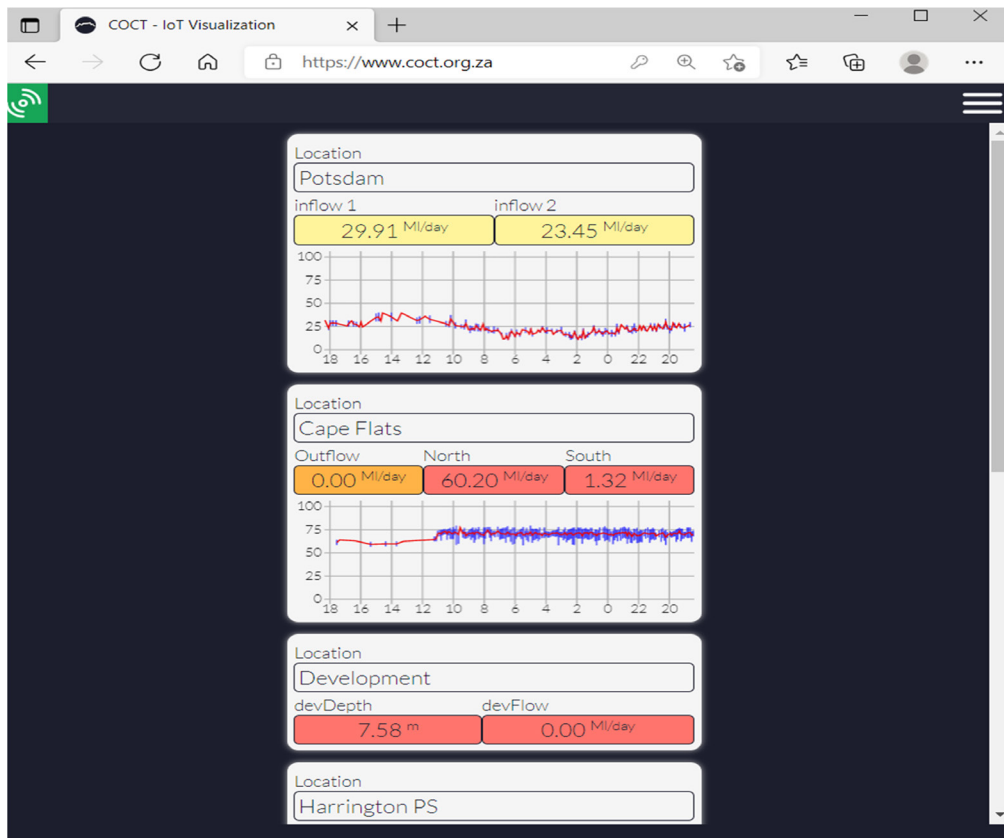 COCT - IoT Visualization
https://www.coct.org.za
Location
Potsdam
inflow 1 inflow 2
29.91 Ml/day 23.45 Ml/day
100
75
50
25
0
18 16 14 12 10 8 6 4 2 0 22 20
Location
Cape Flats
Outflow North South
0.00 Ml/day 60.20 Ml/day 1.32 Ml/day
100
75
50
25
0
18 16 14 12 10 8 6 4 2 0 22 20
Location
Development
devDepth devFlow
7.58 m 0.00 Ml/day
Location
Harrington PS